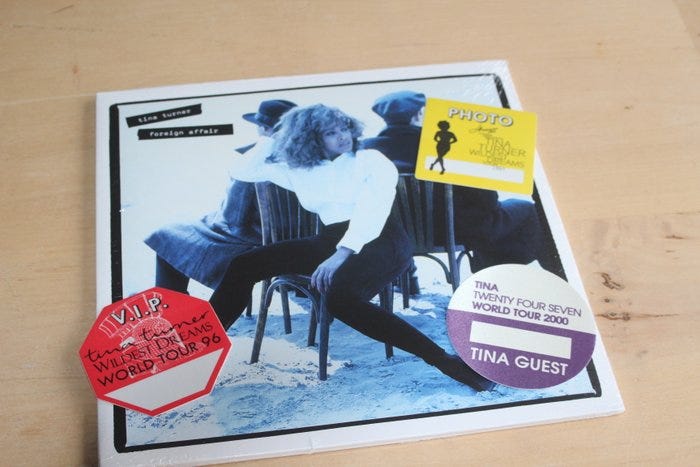 tina turner
foreign affair
PHOTO
TINA
TURNER
WILDEST
DREAMS
V.I.P.
tina turner
WILDEST DREAMS
WORLD TOUR 96
TINA
TWENTY FOUR SEVEN
WORLD TOUR 2000
TINA GUEST